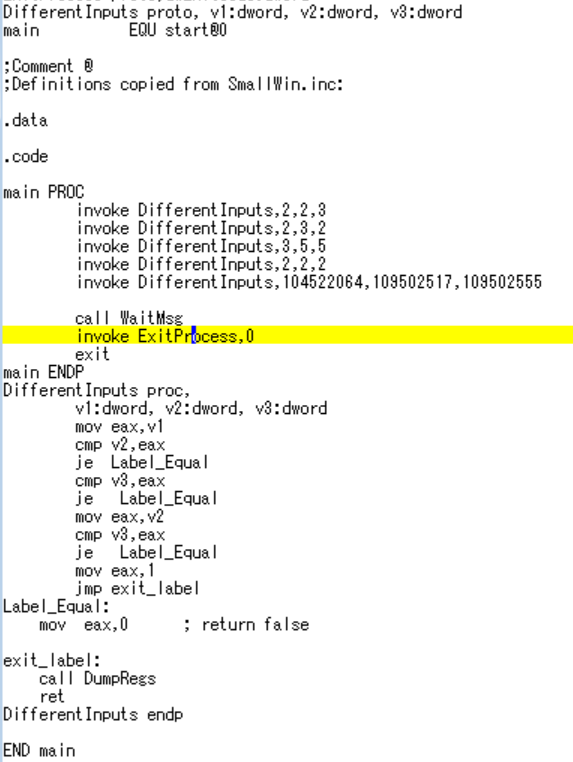 DifferentInputs proto, v1:dword, v2:dword, v3:dword
main EQU start@0
;Comment @
;Definitions copied from SmallWin.inc:
.data
.code
main PROC
invoke DifferentInputs,2,2,3
invoke DifferentInputs,2,3,2
invoke DifferentInputs,3,5,5
invoke DifferentInputs,2,2,2
invoke DifferentInputs,104522064,109502517,109502555
call WaitMsg
invoke ExitProcess,0
exit
main ENDP
DifferentInputs proc,
v1:dword, v2:dword, v3:dword
mov eax,v1
cmp v2,eax
je Label_Equal
cmp v3,eax
je Label_Equal
mov eax,v2
cmp v3,eax
je Label_Equal
mov eax,1
jmp exit_label
Label_Equal:
mov eax,0 ; return false
exit_label:
call DumpRegs
ret
DifferentInputs endp
END main